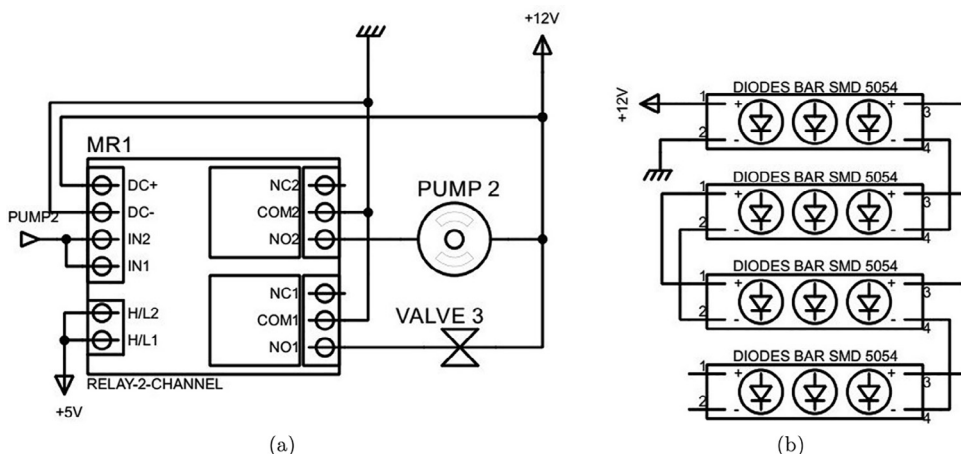 +12V
MR1
DC+
DC-
IN2
IN1
PUMP2
H/L2
H/L1
+5V
RELAY-2-CHANNEL
NC2
COM2
NO2
NC1
COM1
NO1
PUMP 2
VALVE 3
(a)
+12V
DIODES BAR SMD 5054
1 + + 3
2 - - 4
DIODES BAR SMD 5054
1 + + 3
2 - - 4
DIODES BAR SMD 5054
1 + + 3
2 - - 4
DIODES BAR SMD 5054
1 + + 3
2 - - 4
(b)